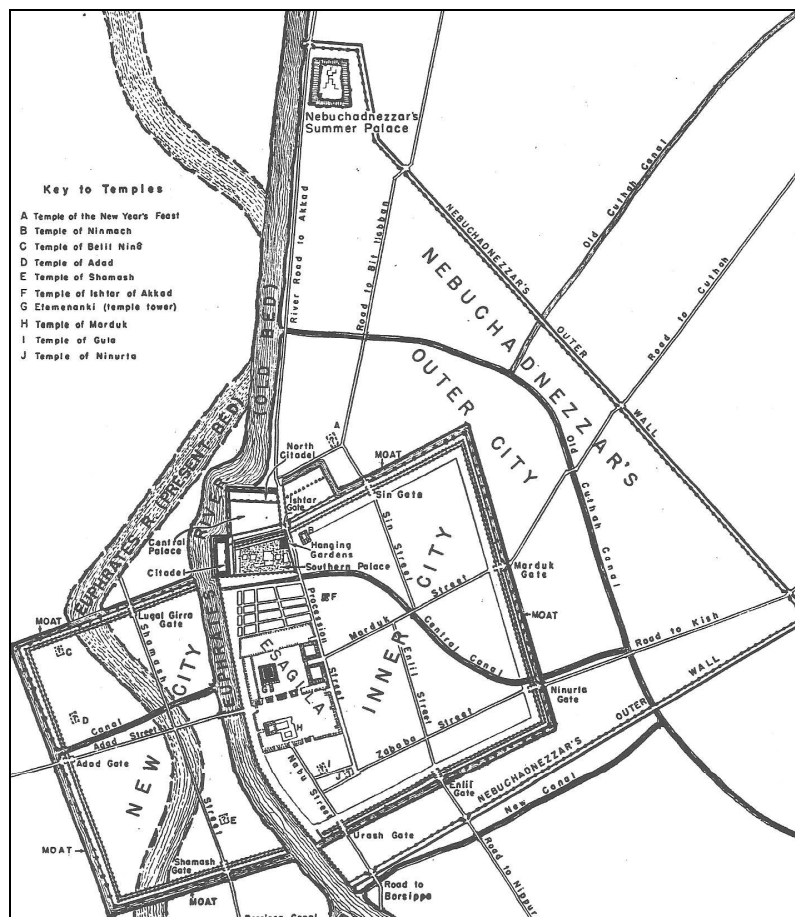 Nebuchadnezzar's
Summer Palace
Key to Temples
A Temple of the New Year's Feast
B Temple of Ninmach
C Temple of Belit Nina
D Temple of Adad
E Temple of Shamash
F Temple of Ishtar of Akkad
G Etemenanki (temple tower)
H Temple of Marduk
I Temple of Gula
J Temple of Ninurta
River Road to Akkad
Road to Bit Habban
NEBUCHADNEZZAR'S
OUTER
WALL
Old Cuthah Canal
Road to Cuthah
NEBUCHADNEZZAR'S
OUTER CITY
(OLD BED)
EUPHRATES R. (PRESENT BED)
EUPHRATES
RIVER
North
Citadel
A
MOAT
Ishtar
Gate
Sin Gate
Sin Street
B
Central
Palace
Hanging
Gardens
Citadel
Southern Palace
Old
Cuthah
Canal
Marduk
Gate
MOAT
INNER
CITY
F
Procession
Street
Marduk
Street
Central Canal
Enlil Street
MOAT
Lugal Girra
Gate
Shamash
Street
NEW
CITY
C
D
ESAGILA
G
H
Road to Kish
Ninurta
Gate
Canal
Adad Street
Adad Gate
Zababa
Street
I
J
Nabu Street
NEBUCHADNEZZAR'S
OUTER
WALL
New Canal
Enlil
Gate
E
Urash Gate
MOAT
Shamash
Gate
MOAT
Road to
Borsippa
Road to Nippur